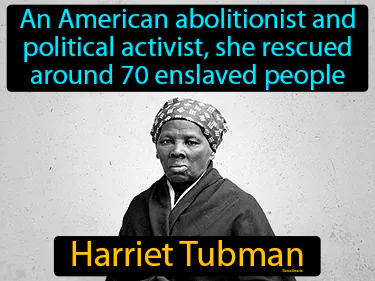 An American abolitionist and
political activist, she rescued
around 70 enslaved people
Harriet Tubman